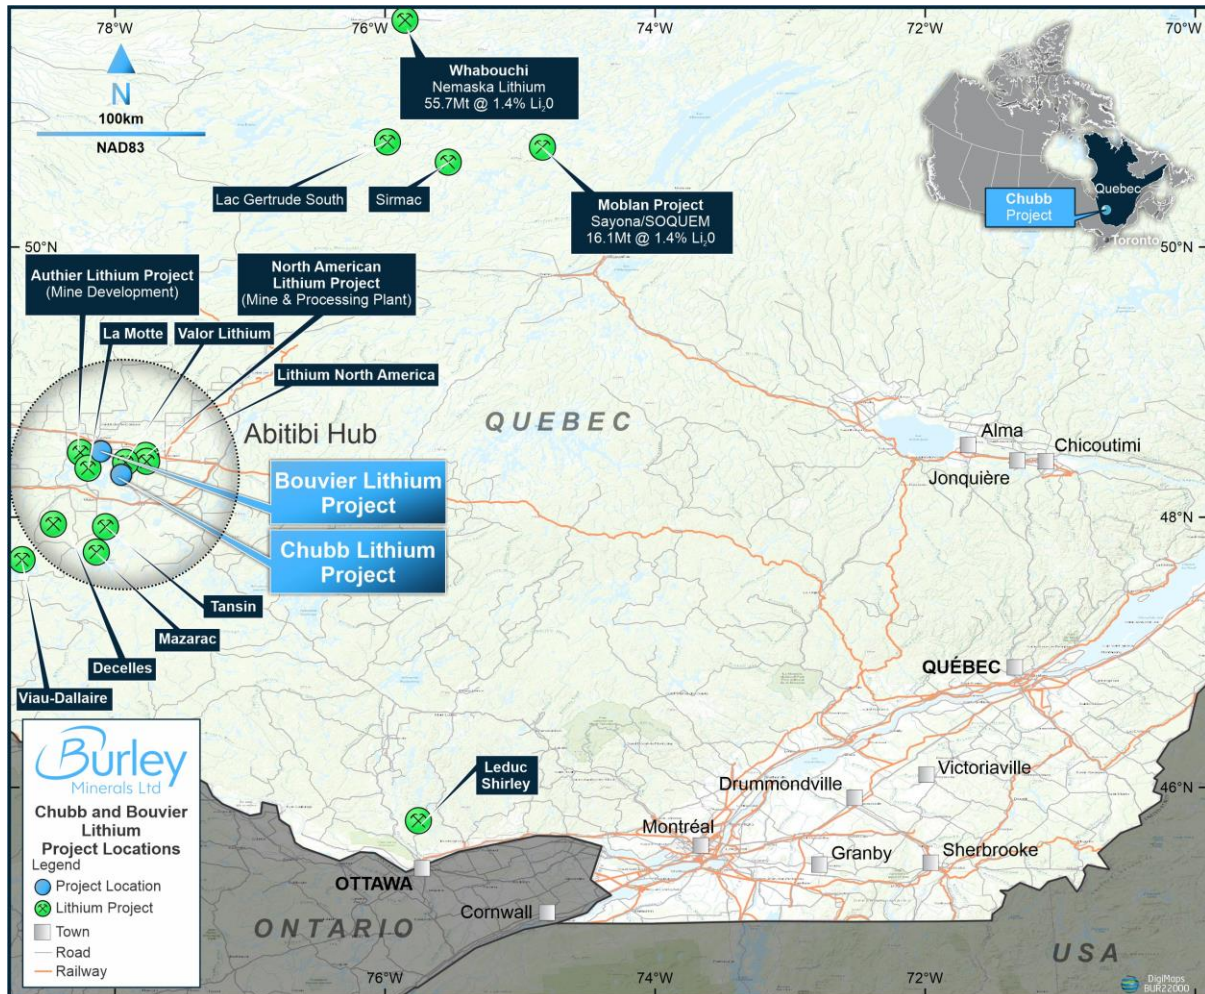 78°W
76°W
74°W
72°W
70°W
N
100km
NAD83
Whabouchi
Nemaska Lithium
55.7Mt @ 1.4% Li₂0
Lac Gertrude South
Sirmac
Moblan Project
Sayona/SOQUEM
16.1Mt @ 1.4% Li₂0
Quebec
Chubb
Project
Toronto
50°N
50°N
Authier Lithium Project
(Mine Development)
North American
Lithium Project
(Mine & Processing Plant)
La Motte
Valor Lithium
Lithium North America
QUEBEC
Abitibi Hub
Alma
Chicoutimi
Jonquière
Bouvier Lithium
Project
48°N
Chubb Lithium
Project
Tansin
Mazarac
Decelles
Viau-Dallaire
QUÉBEC
Burley
Minerals Ltd
Chubb and Bouvier
Lithium
Project Locations
Legend
Project Location
Lithium Project
Town
Road
Railway
Leduc
Shirley
Victoriaville
Drummondville
46°N
Montréal
Granby
Sherbrooke
OTTAWA
Cornwall
ONTARIO
USA
76°W
74°W
72°W
DigiMaps
BUR22000